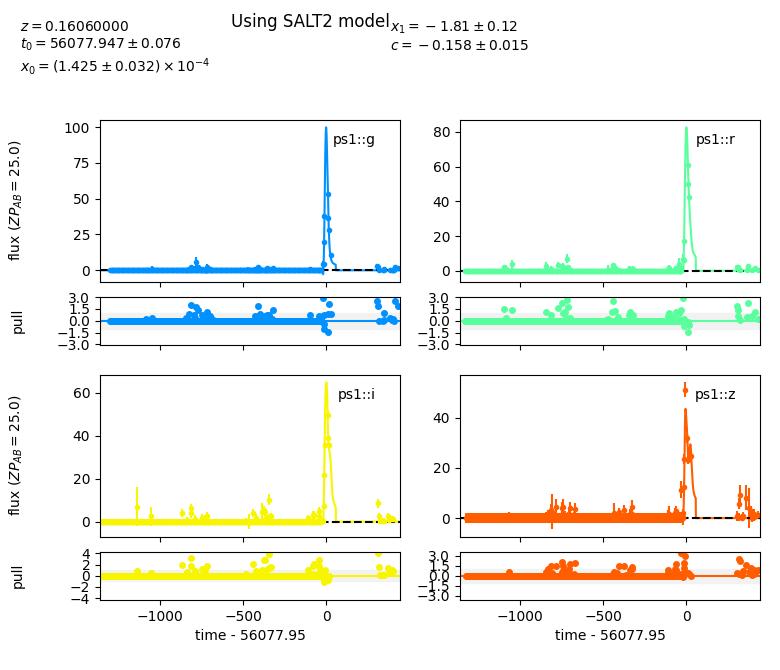 Using SALT2 model
z = 0.16060000
t₀ = 56077.947 ± 0.076
x₀ = (1.425 ± 0.032) × 10⁻⁴
x₁ = −1.81 ± 0.12
c = −0.158 ± 0.015
flux (ZP_AB = 25.0)
100
75
50
25
0
ps1::g
80
60
40
20
0
ps1::r
pull
3.0
1.5
0.0
−1.5
−3.0
3.0
1.5
0.0
−1.5
−3.0
flux (ZP_AB = 25.0)
60
40
20
0
ps1::i
40
20
0
ps1::z
pull
4
2
0
−2
−4
3.0
1.5
0.0
−1.5
−3.0
−1000 −500 0
−1000 −500 0
time - 56077.95
time - 56077.95